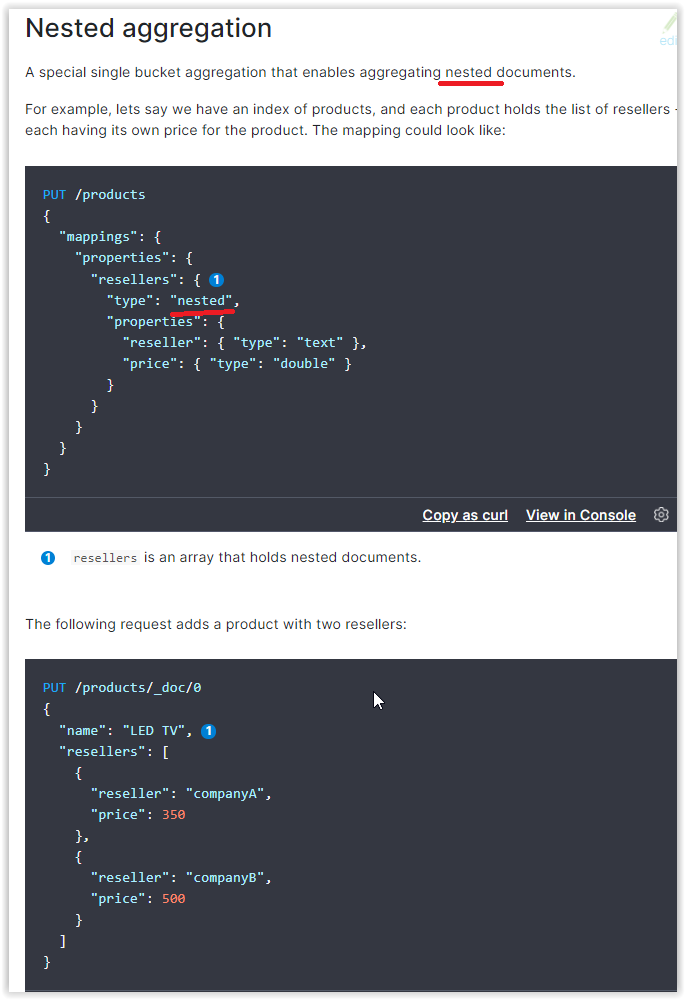 Nested aggregation
A special single bucket aggregation that enables aggregating nested documents.
For example, lets say we have an index of products, and each product holds the list of resellers -
each having its own price for the product. The mapping could look like:
PUT /products
{
  "mappings": {
    "properties": {
      "resellers": { 1
        "type": "nested",
        "properties": {
          "reseller": { "type": "text" },
          "price": { "type": "double" }
        }
      }
    }
  }
}
Copy as curl View in Console
1 resellers is an array that holds nested documents.
The following request adds a product with two resellers:
PUT /products/_doc/0
{
  "name": "LED TV", 1
  "resellers": [
    {
      "reseller": "companyA",
      "price": 350
    },
    {
      "reseller": "companyB",
      "price": 500
    }
  ]
}